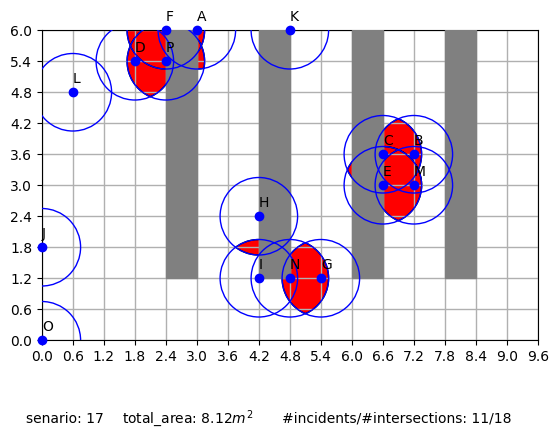 F A K
6.0
D P
5.4
L
4.8
4.2
C B
3.6
E M
3.0
H
2.4
J
1.8
I N G
1.2
0.6
O
0.0
0.0 0.6 1.2 1.8 2.4 3.0 3.6 4.2 4.8 5.4 6.0 6.6 7.2 7.8 8.4 9.0 9.6
senario: 17 total_area: 8.12m² #incidents/#intersections: 11/18